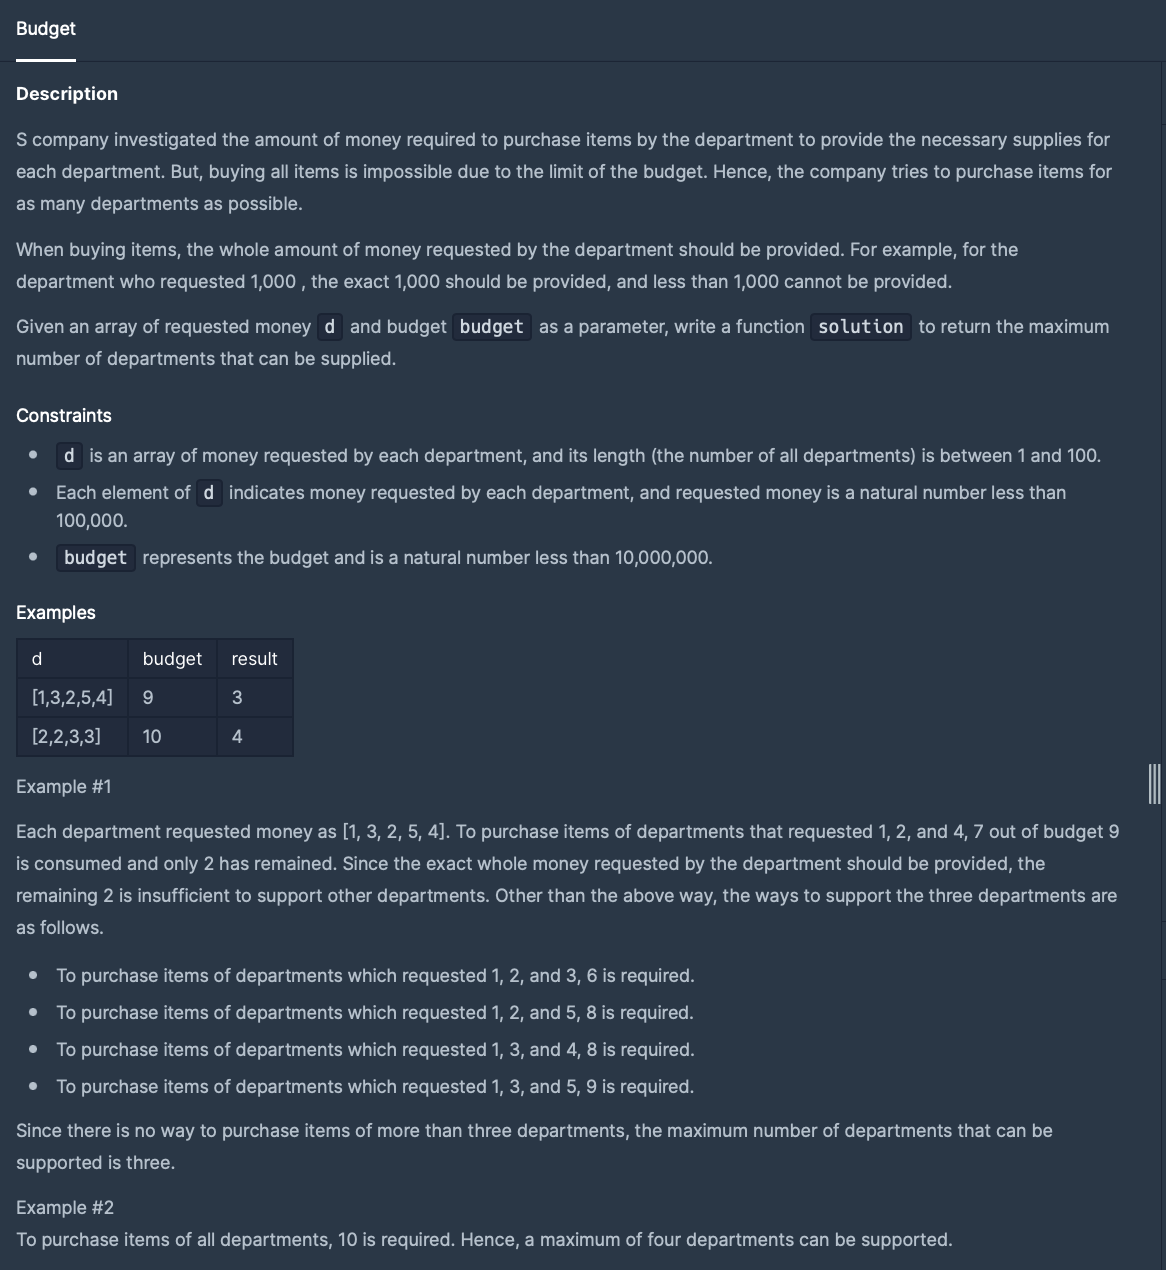 Budget
Description
S company investigated the amount of money required to purchase items by the department to provide the necessary supplies for
each department. But, buying all items is impossible due to the limit of the budget. Hence, the company tries to purchase items for
as many departments as possible.
When buying items, the whole amount of money requested by the department should be provided. For example, for the
department who requested 1,000 , the exact 1,000 should be provided, and less than 1,000 cannot be provided.
Given an array of requested money d and budget budget as a parameter, write a function solution to return the maximum
number of departments that can be supplied.
Constraints
• d is an array of money requested by each department, and its length (the number of all departments) is between 1 and 100.
• Each element of d indicates money requested by each department, and requested money is a natural number less than
100,000.
• budget represents the budget and is a natural number less than 10,000,000.
Examples
d budget result
[1,3,2,5,4] 9 3
[2,2,3,3] 10 4
Example #1
Each department requested money as [1, 3, 2, 5, 4]. To purchase items of departments that requested 1, 2, and 4, 7 out of budget 9
is consumed and only 2 has remained. Since the exact whole money requested by the department should be provided, the
remaining 2 is insufficient to support other departments. Other than the above way, the ways to support the three departments are
as follows.
• To purchase items of departments which requested 1, 2, and 3, 6 is required.
• To purchase items of departments which requested 1, 2, and 5, 8 is required.
• To purchase items of departments which requested 1, 3, and 4, 8 is required.
• To purchase items of departments which requested 1, 3, and 5, 9 is required.
Since there is no way to purchase items of more than three departments, the maximum number of departments that can be
supported is three.
Example #2
To purchase items of all departments, 10 is required. Hence, a maximum of four departments can be supported.